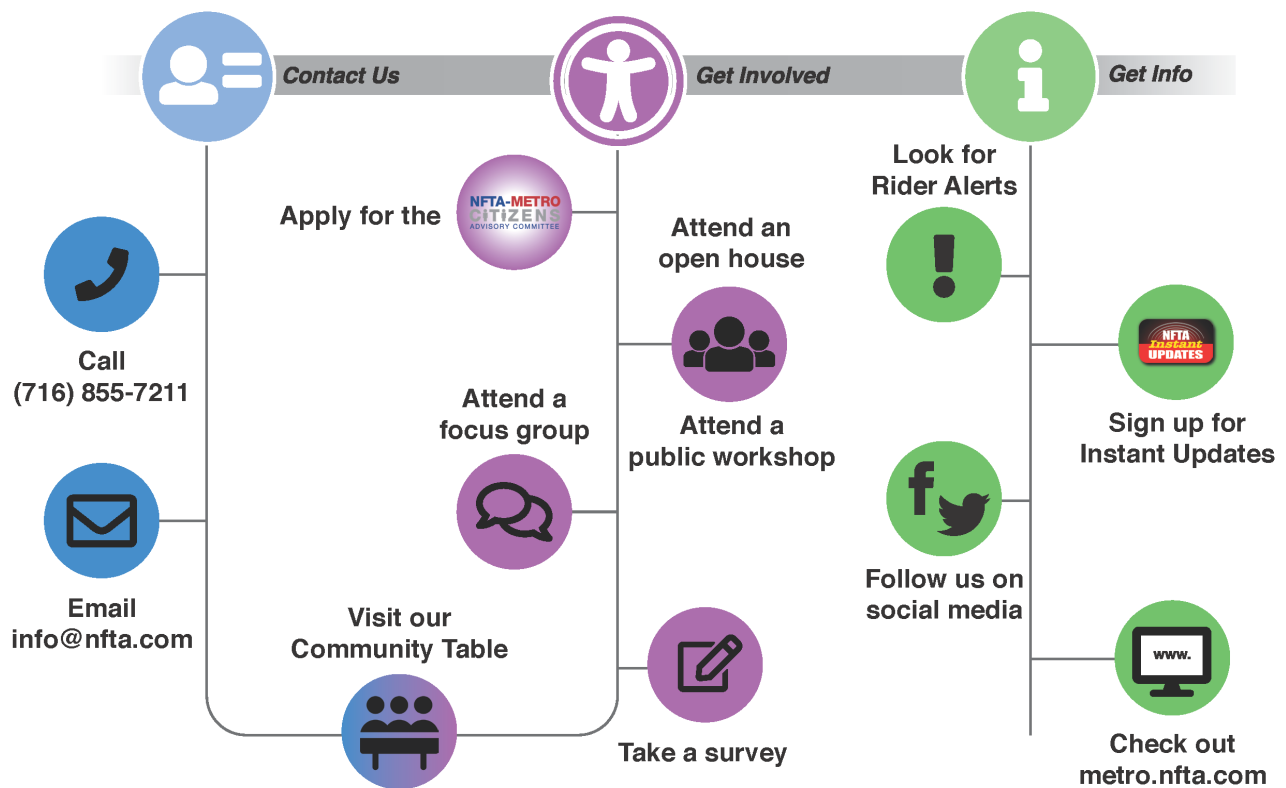 Contact Us
Get Involved
Get Info
Call
(716) 855-7211
Email
info@nfta.com
Visit our
Community Table
Apply for the
NFTA-METRO
CITIZENS
ADVISORY COMMITTEE
Attend an
open house
Attend a
public workshop
Attend a
focus group
Take a survey
Look for
Rider Alerts
NFTA
Instant
UPDATES
Sign up for
Instant Updates
f
Follow us on
social media
www.
Check out
metro.nfta.com